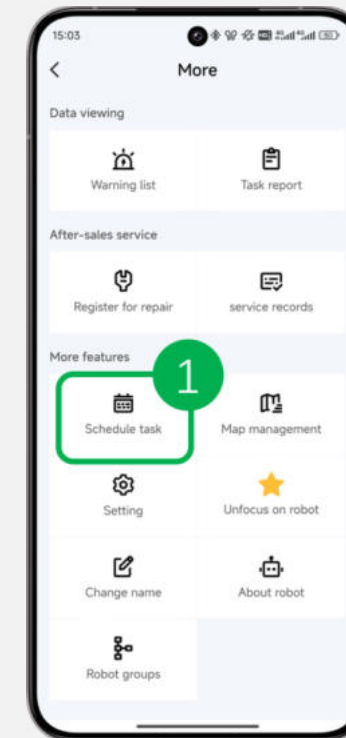 15:03
More
Data viewing
Warning list
Task report
After-sales service
Register for repair
service records
More features
1
Schedule task
Map management
Setting
Unfocus on robot
Change name
About robot
Robot groups